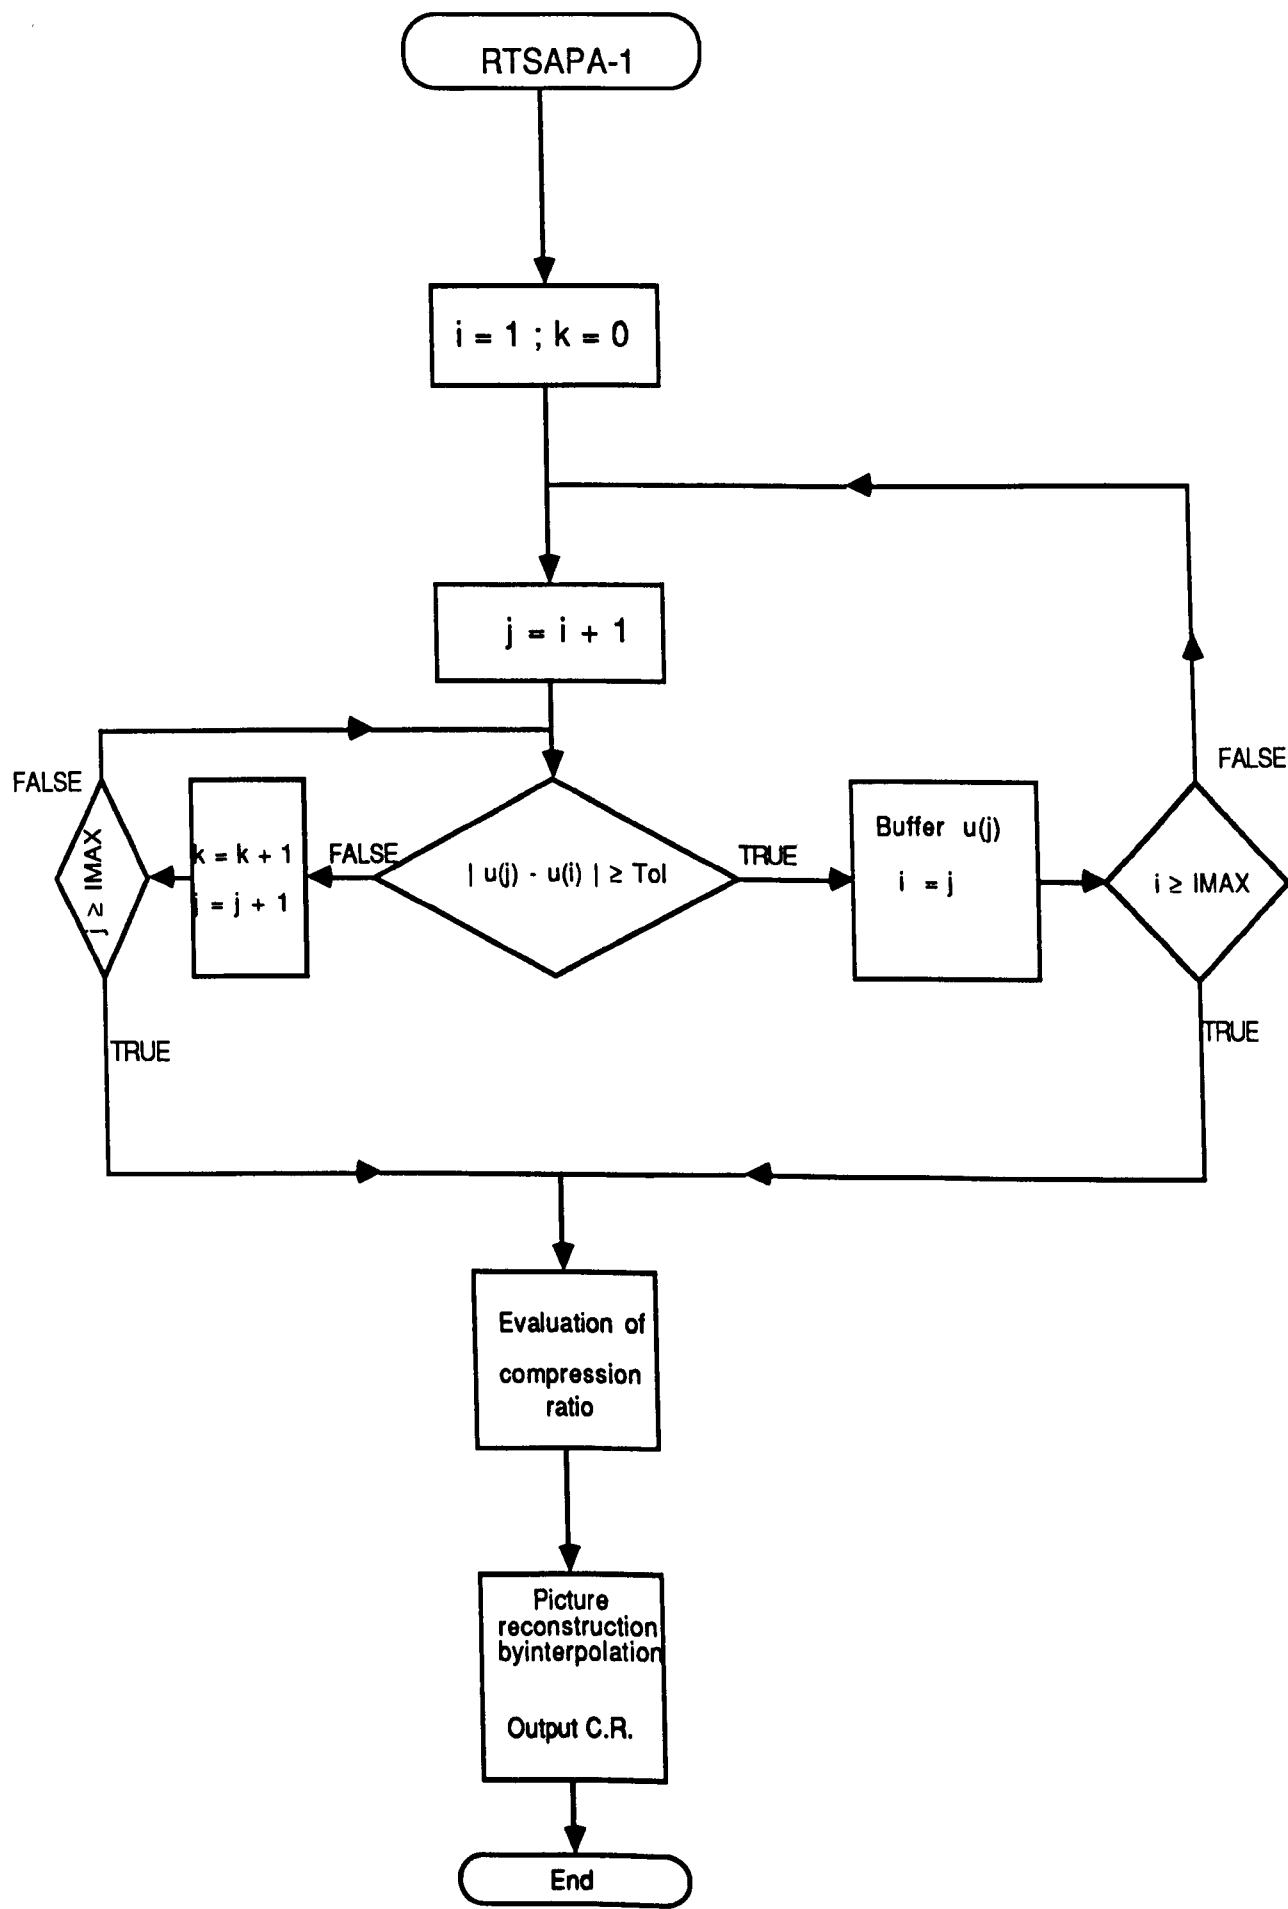 RTSAPA-1
i = 1 ; k = 0
j = i + 1
FALSE
j ≥ IMAX
k = k + 1
j = j + 1
FALSE
| u(j) - u(i) | ≥ Tol
TRUE
Buffer u(j)
i = j
i ≥ IMAX
FALSE
TRUE
TRUE
Evaluation of
compression
ratio
Picture
reconstruction
byinterpolation
Output C.R.
End